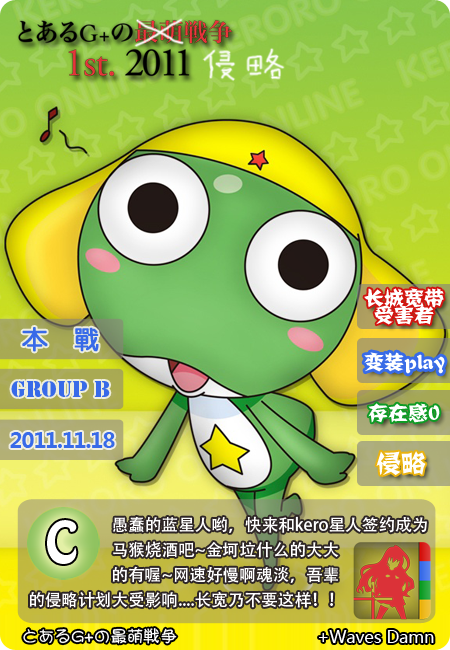 とあるG+の最萌戦争
1st. 2011 侵略
KERO ONLINE
长城宽带
受害者
本 戰
变装play
GROUP B
存在感0
2011.11.18
侵略
C
愚蠢的蓝星人哟，快来和kero星人签约成为
马猴烧酒吧~金坷垃什么的大大
的有喔~网速好慢啊魂淡，吾辈
的侵略计划大受影响....长宽乃不要这样！！
とあるG+の最萌戦争
+Waves Damn